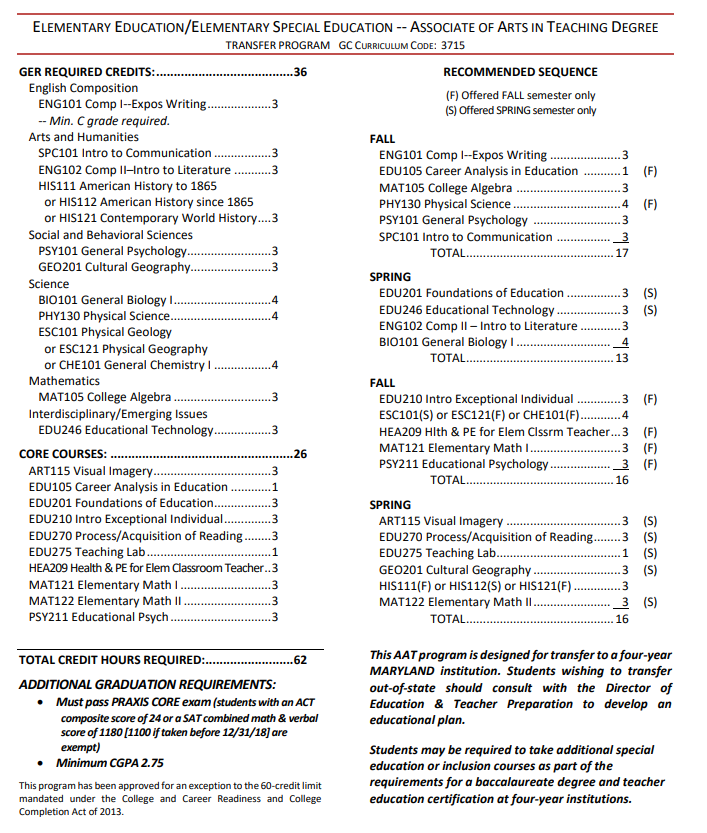 ELEMENTARY EDUCATION/ELEMENTARY SPECIAL EDUCATION -- ASSOCIATE OF ARTS IN TEACHING DEGREE
TRANSFER PROGRAM GC CURRICULUM CODE: 3715
GER REQUIRED CREDITS:..................................36
English Composition
ENG101 Comp I--Expos Writing................3
-- Min. C grade required.
Arts and Humanities
SPC101 Intro to Communication ..............3
ENG102 Comp II–Intro to Literature ..........3
HIS111 American History to 1865
or HIS112 American History since 1865
or HIS121 Contemporary World History....3
Social and Behavioral Sciences
PSY101 General Psychology.....................3
GEO201 Cultural Geography.....................3
Science
BIO101 General Biology I.........................4
PHY130 Physical Science.........................4
ESC101 Physical Geology
or ESC121 Physical Geography
or CHE101 General Chemistry I ..............4
Mathematics
MAT105 College Algebra ........................3
Interdisciplinary/Emerging Issues
EDU246 Educational Technology...............3
CORE COURSES: .............................................26
ART115 Visual Imagery.............................3
EDU105 Career Analysis in Education ...........1
EDU201 Foundations of Education..............3
EDU210 Intro Exceptional Individual............3
EDU270 Process/Acquisition of Reading .......3
EDU275 Teaching Lab...............................1
HEA209 Health & PE for Elem Classroom Teacher..3
MAT121 Elementary Math I .......................3
MAT122 Elementary Math II ......................3
PSY211 Educational Psych .........................3
TOTAL CREDIT HOURS REQUIRED:.....................62
ADDITIONAL GRADUATION REQUIREMENTS:
• Must pass PRAXIS CORE exam (students with an ACT
composite score of 24 or a SAT combined math & verbal
score of 1180 [1100 if taken before 12/31/18] are
exempt)
• Minimum CGPA 2.75
This program has been approved for an exception to the 60-credit limit
mandated under the College and Career Readiness and College
Completion Act of 2013.
RECOMMENDED SEQUENCE
(F) Offered FALL semester only
(S) Offered SPRING semester only
FALL
ENG101 Comp I--Expos Writing .....................3
EDU105 Career Analysis in Education ............1 (F)
MAT105 College Algebra ............................3
PHY130 Physical Science............................4 (F)
PSY101 General Psychology ........................3
SPC101 Intro to Communication ................3
TOTAL............................................17
SPRING
EDU201 Foundations of Education ...............3 (S)
EDU246 Educational Technology..................3 (S)
ENG102 Comp II – Intro to Literature ...........3
BIO101 General Biology I ...........................4
TOTAL............................................13
FALL
EDU210 Intro Exceptional Individual ............3 (F)
ESC101(S) or ESC121(F) or CHE101(F)...........4
HEA209 Hlth & PE for Elem Clssrm Teacher...3 (F)
MAT121 Elementary Math I.........................3 (F)
PSY211 Educational Psychology..................3 (F)
TOTAL............................................16
SPRING
ART115 Visual Imagery ..............................3 (S)
EDU270 Process/Acquisition of Reading.......3 (S)
EDU275 Teaching Lab................................1 (S)
GEO201 Cultural Geography.......................3 (S)
HIS111(F) or HIS112(S) or HIS121(F) ............3
MAT122 Elementary Math II.......................3 (S)
TOTAL............................................16
This AAT program is designed for transfer to a four-year
MARYLAND institution. Students wishing to transfer
out-of-state should consult with the Director of
Education & Teacher Preparation to develop an
educational plan.
Students may be required to take additional special
education or inclusion courses as part of the
requirements for a baccalaureate degree and teacher
education certification at four-year institutions.